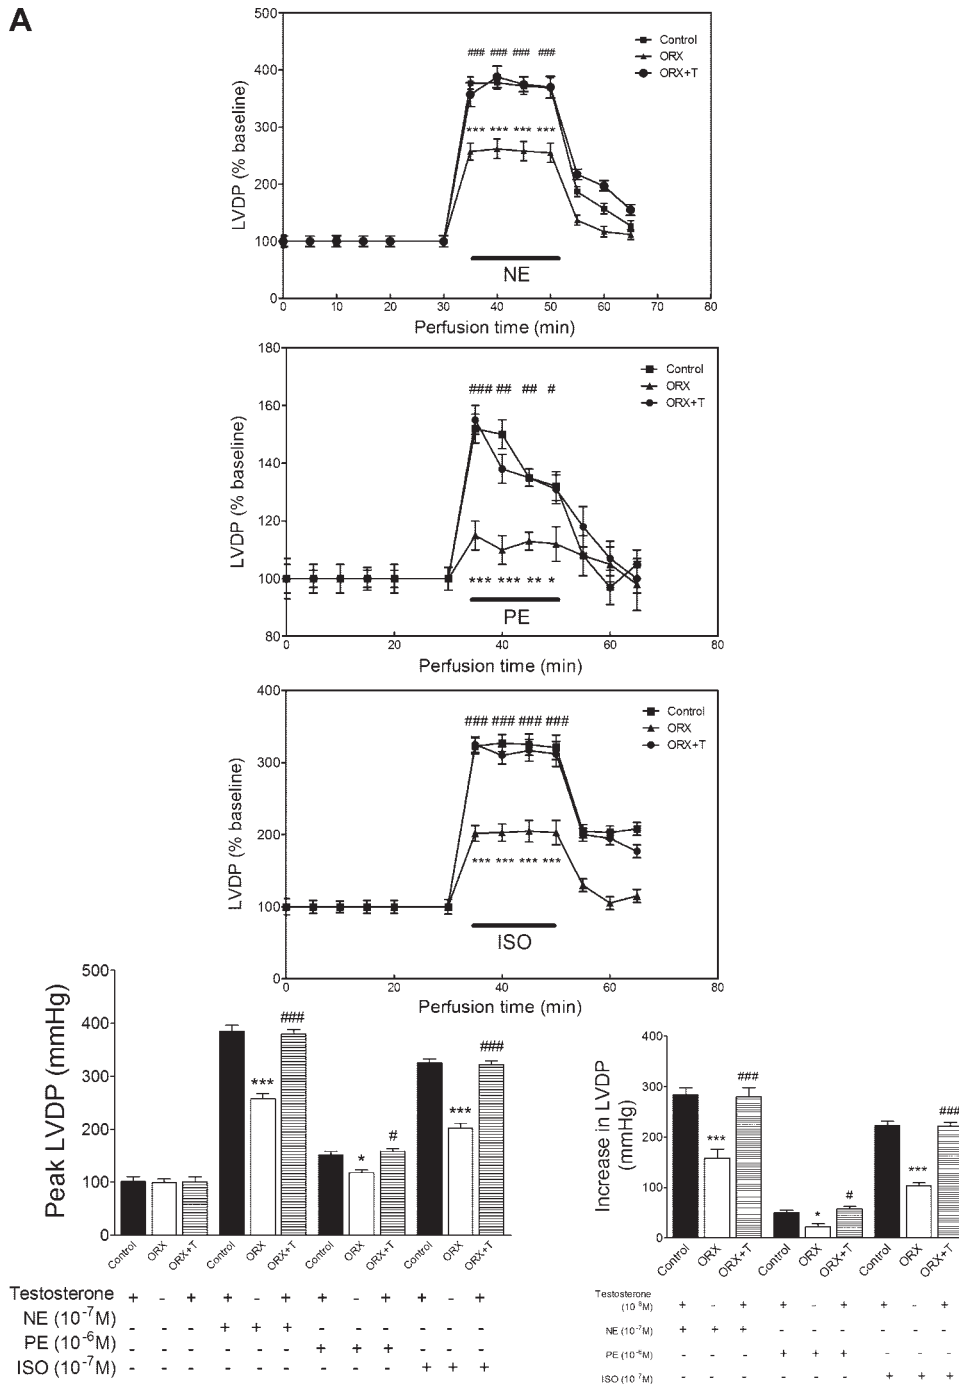 A
500
400
300
200
100
0
LVDP (% baseline)
### ### ### ###
*** *** *** ***
Control
ORX
ORX+T
NE
0 10 20 30 40 50 60 70 80
Perfusion time (min)
180
160
140
120
100
80
LVDP (% baseline)
### ## ## #
*** *** ** *
Control
ORX
ORX+T
PE
0 20 40 60 80
Perfusion time (min)
400
300
200
100
0
LVDP (% baseline)
### ### ### ###
*** *** *** ***
Control
ORX
ORX+T
ISO
0 20 40 60 80
Perfusion time (min)
500
400
300
200
100
0
Peak LVDP (mmHg)
*** ### * # *** ###
Control ORX ORX+T Control ORX ORX+T Control ORX ORX+T Control ORX ORX+T
Testosterone + - + + - + + - + + - +
NE (10⁻⁷M) - - - + + + - - - - - -
PE (10⁻⁶M) - - - - - - + + + - - -
ISO (10⁻⁷M) - - - - - - - - - + + +
400
300
200
100
0
Increase in LVDP
(mmHg)
*** ### * # *** ###
Control ORX ORX+T Control ORX ORX+T Control ORX ORX+T
Testosterone
(10⁻⁸M) + - + + - + + - +
NE (10⁻⁷M) + + + - - - - - -
PE (10⁻⁶M) - - - + + + - - -
ISO (10⁻⁷M) - - - - - - + + +